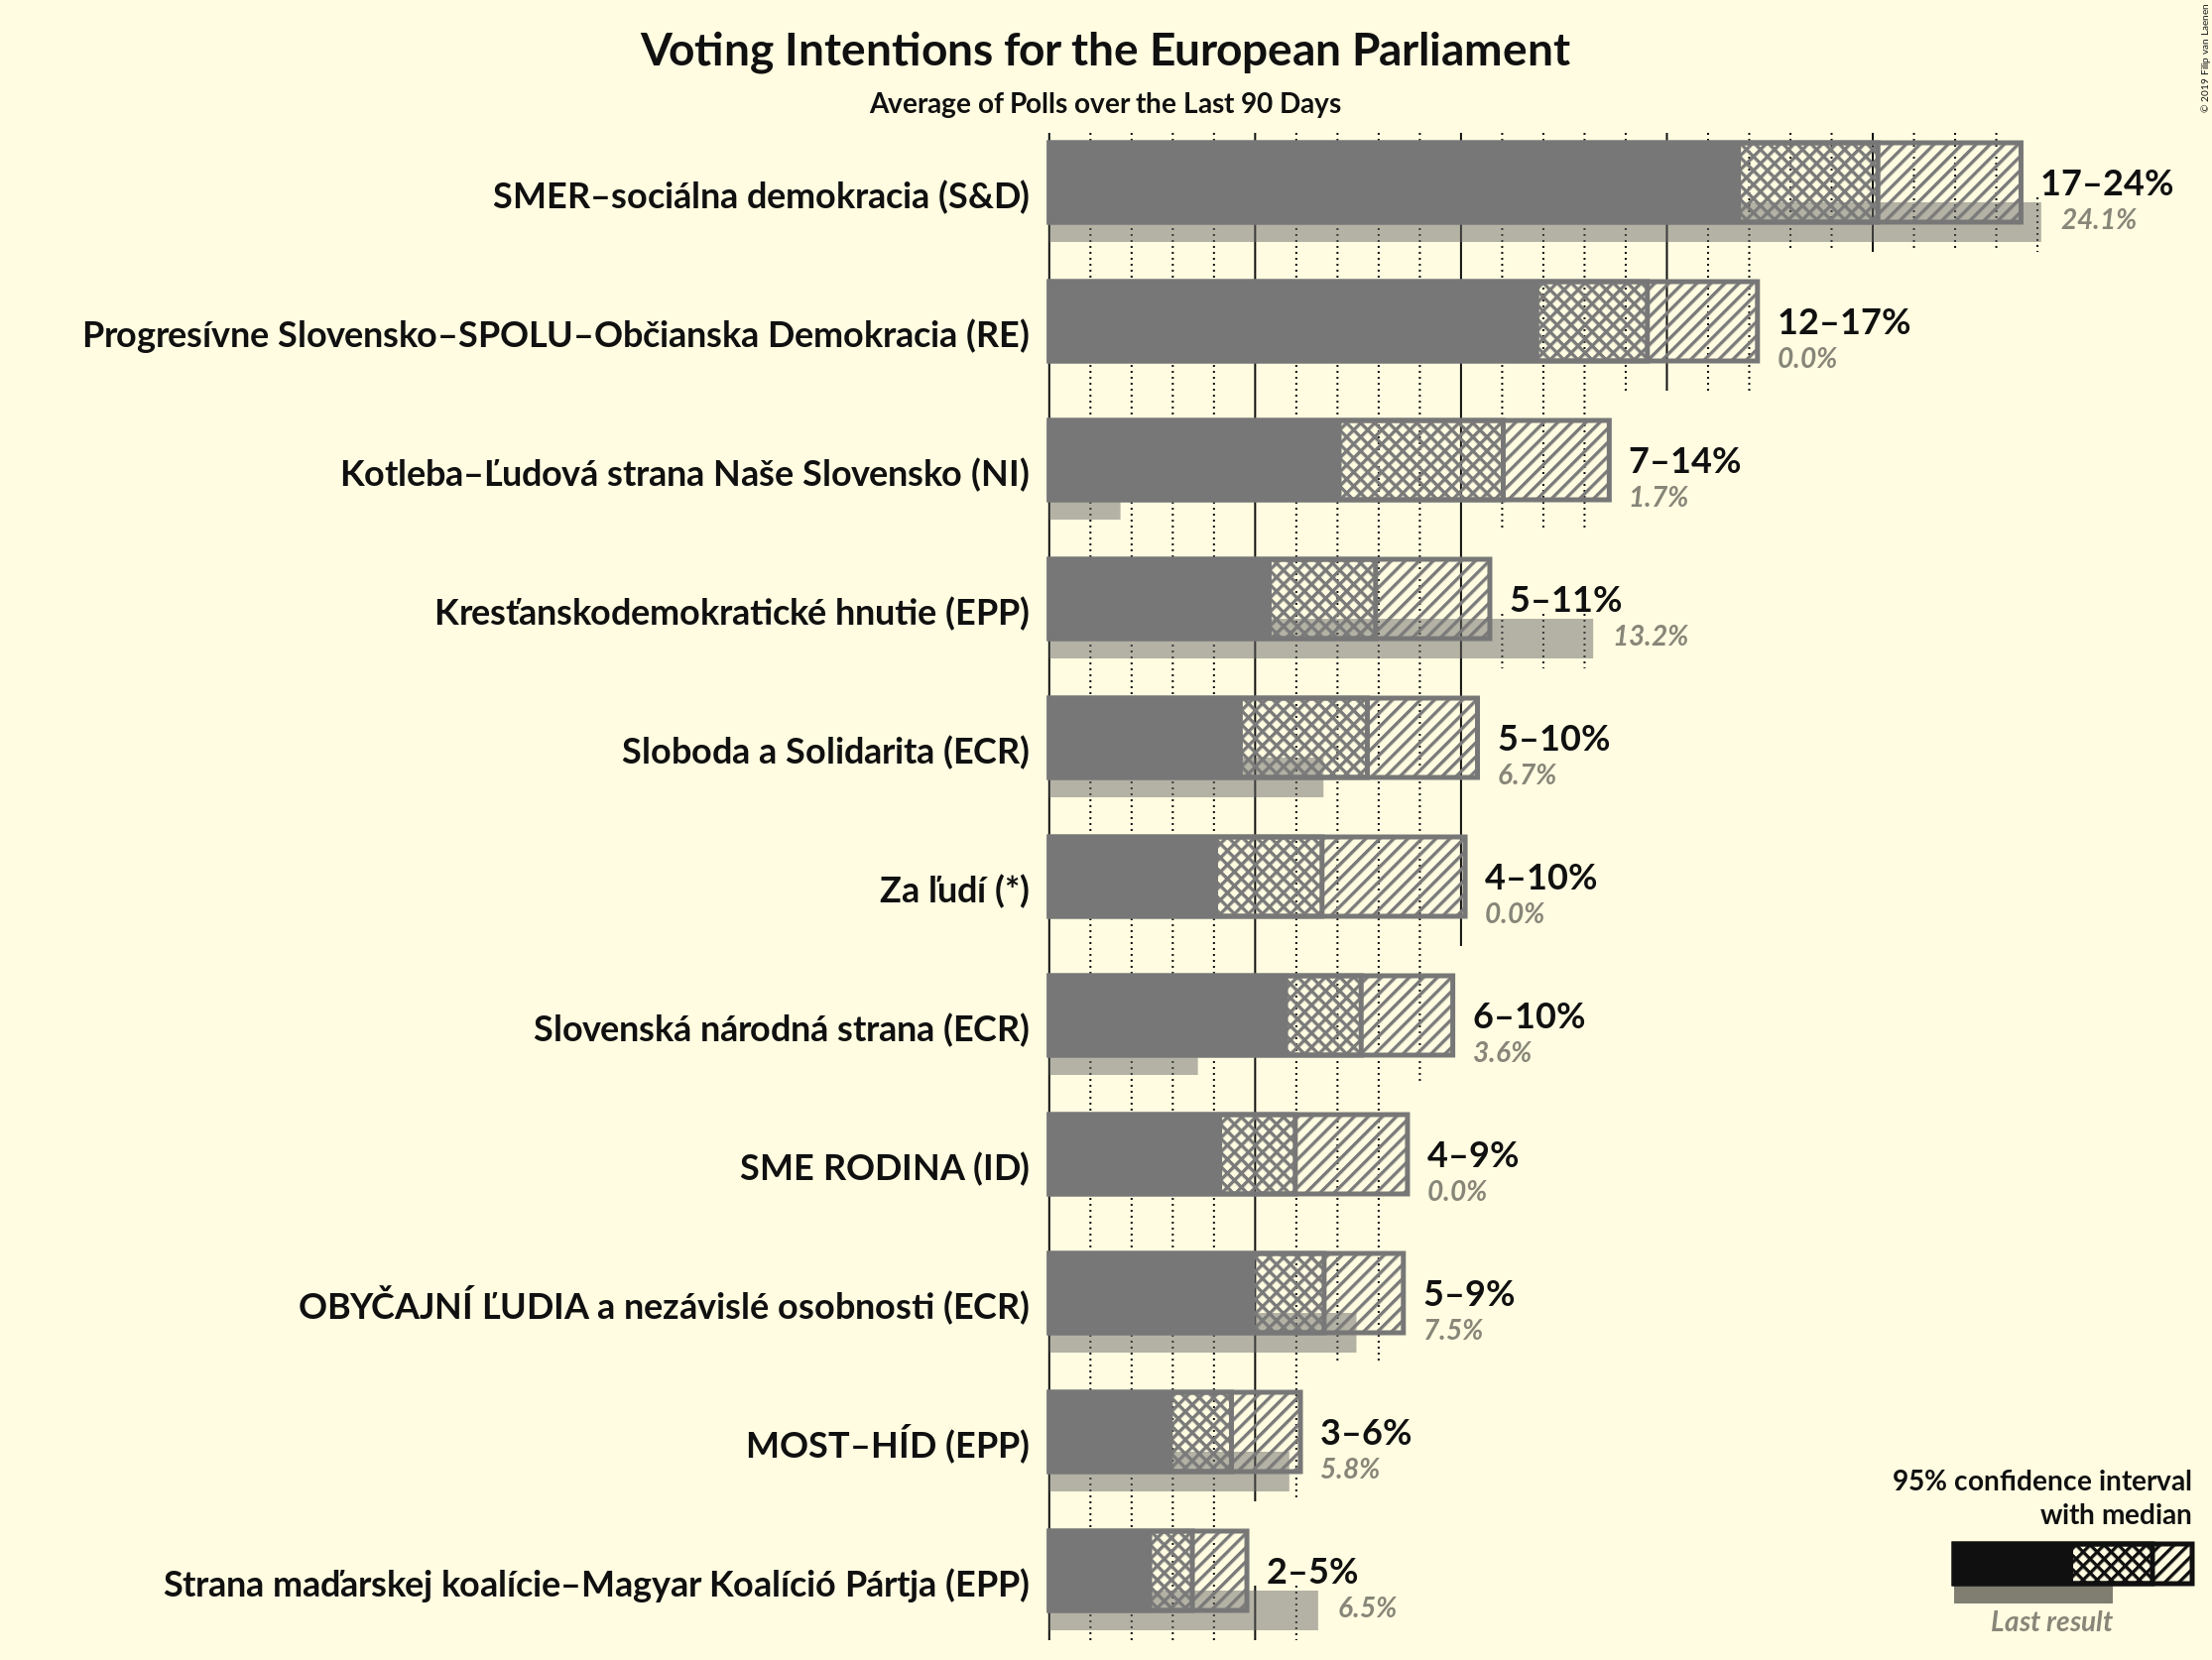 Voting Intentions for the European Parliament
Average of Polls over the Last 90 Days
© 2019 Filip van Laenen
SMER–sociálna demokracia (S&D)
17–24%
24.1%
Progresívne Slovensko–SPOLU–Občianska Demokracia (RE)
12–17%
0.0%
Kotleba–Ľudová strana Naše Slovensko (NI)
7–14%
1.7%
Kresťanskodemokratické hnutie (EPP)
5–11%
13.2%
Sloboda a Solidarita (ECR)
5–10%
6.7%
Za ľudí (*)
4–10%
0.0%
Slovenská národná strana (ECR)
6–10%
3.6%
SME RODINA (ID)
4–9%
0.0%
OBYČAJNÍ ĽUDIA a nezávislé osobnosti (ECR)
5–9%
7.5%
MOST–HÍD (EPP)
3–6%
5.8%
Strana maďarskej koalície–Magyar Koalíció Pártja (EPP)
2–5%
6.5%
95% confidence interval
with median
Last result